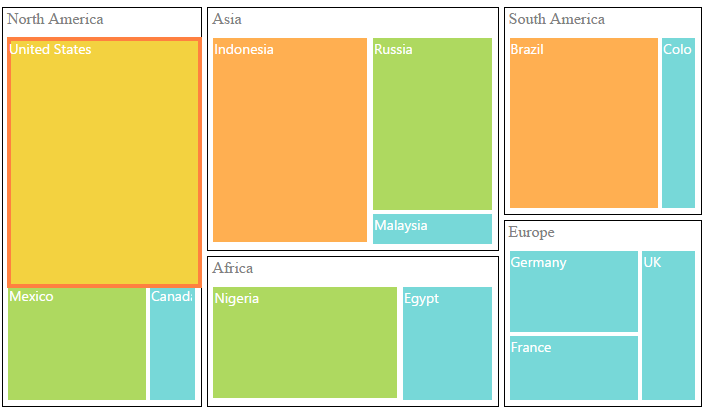 North America
United States
Mexico
Canad
Asia
Indonesia
Russia
Malaysia
Africa
Nigeria
Egypt
South America
Brazil
Colo
Europe
Germany
UK
France